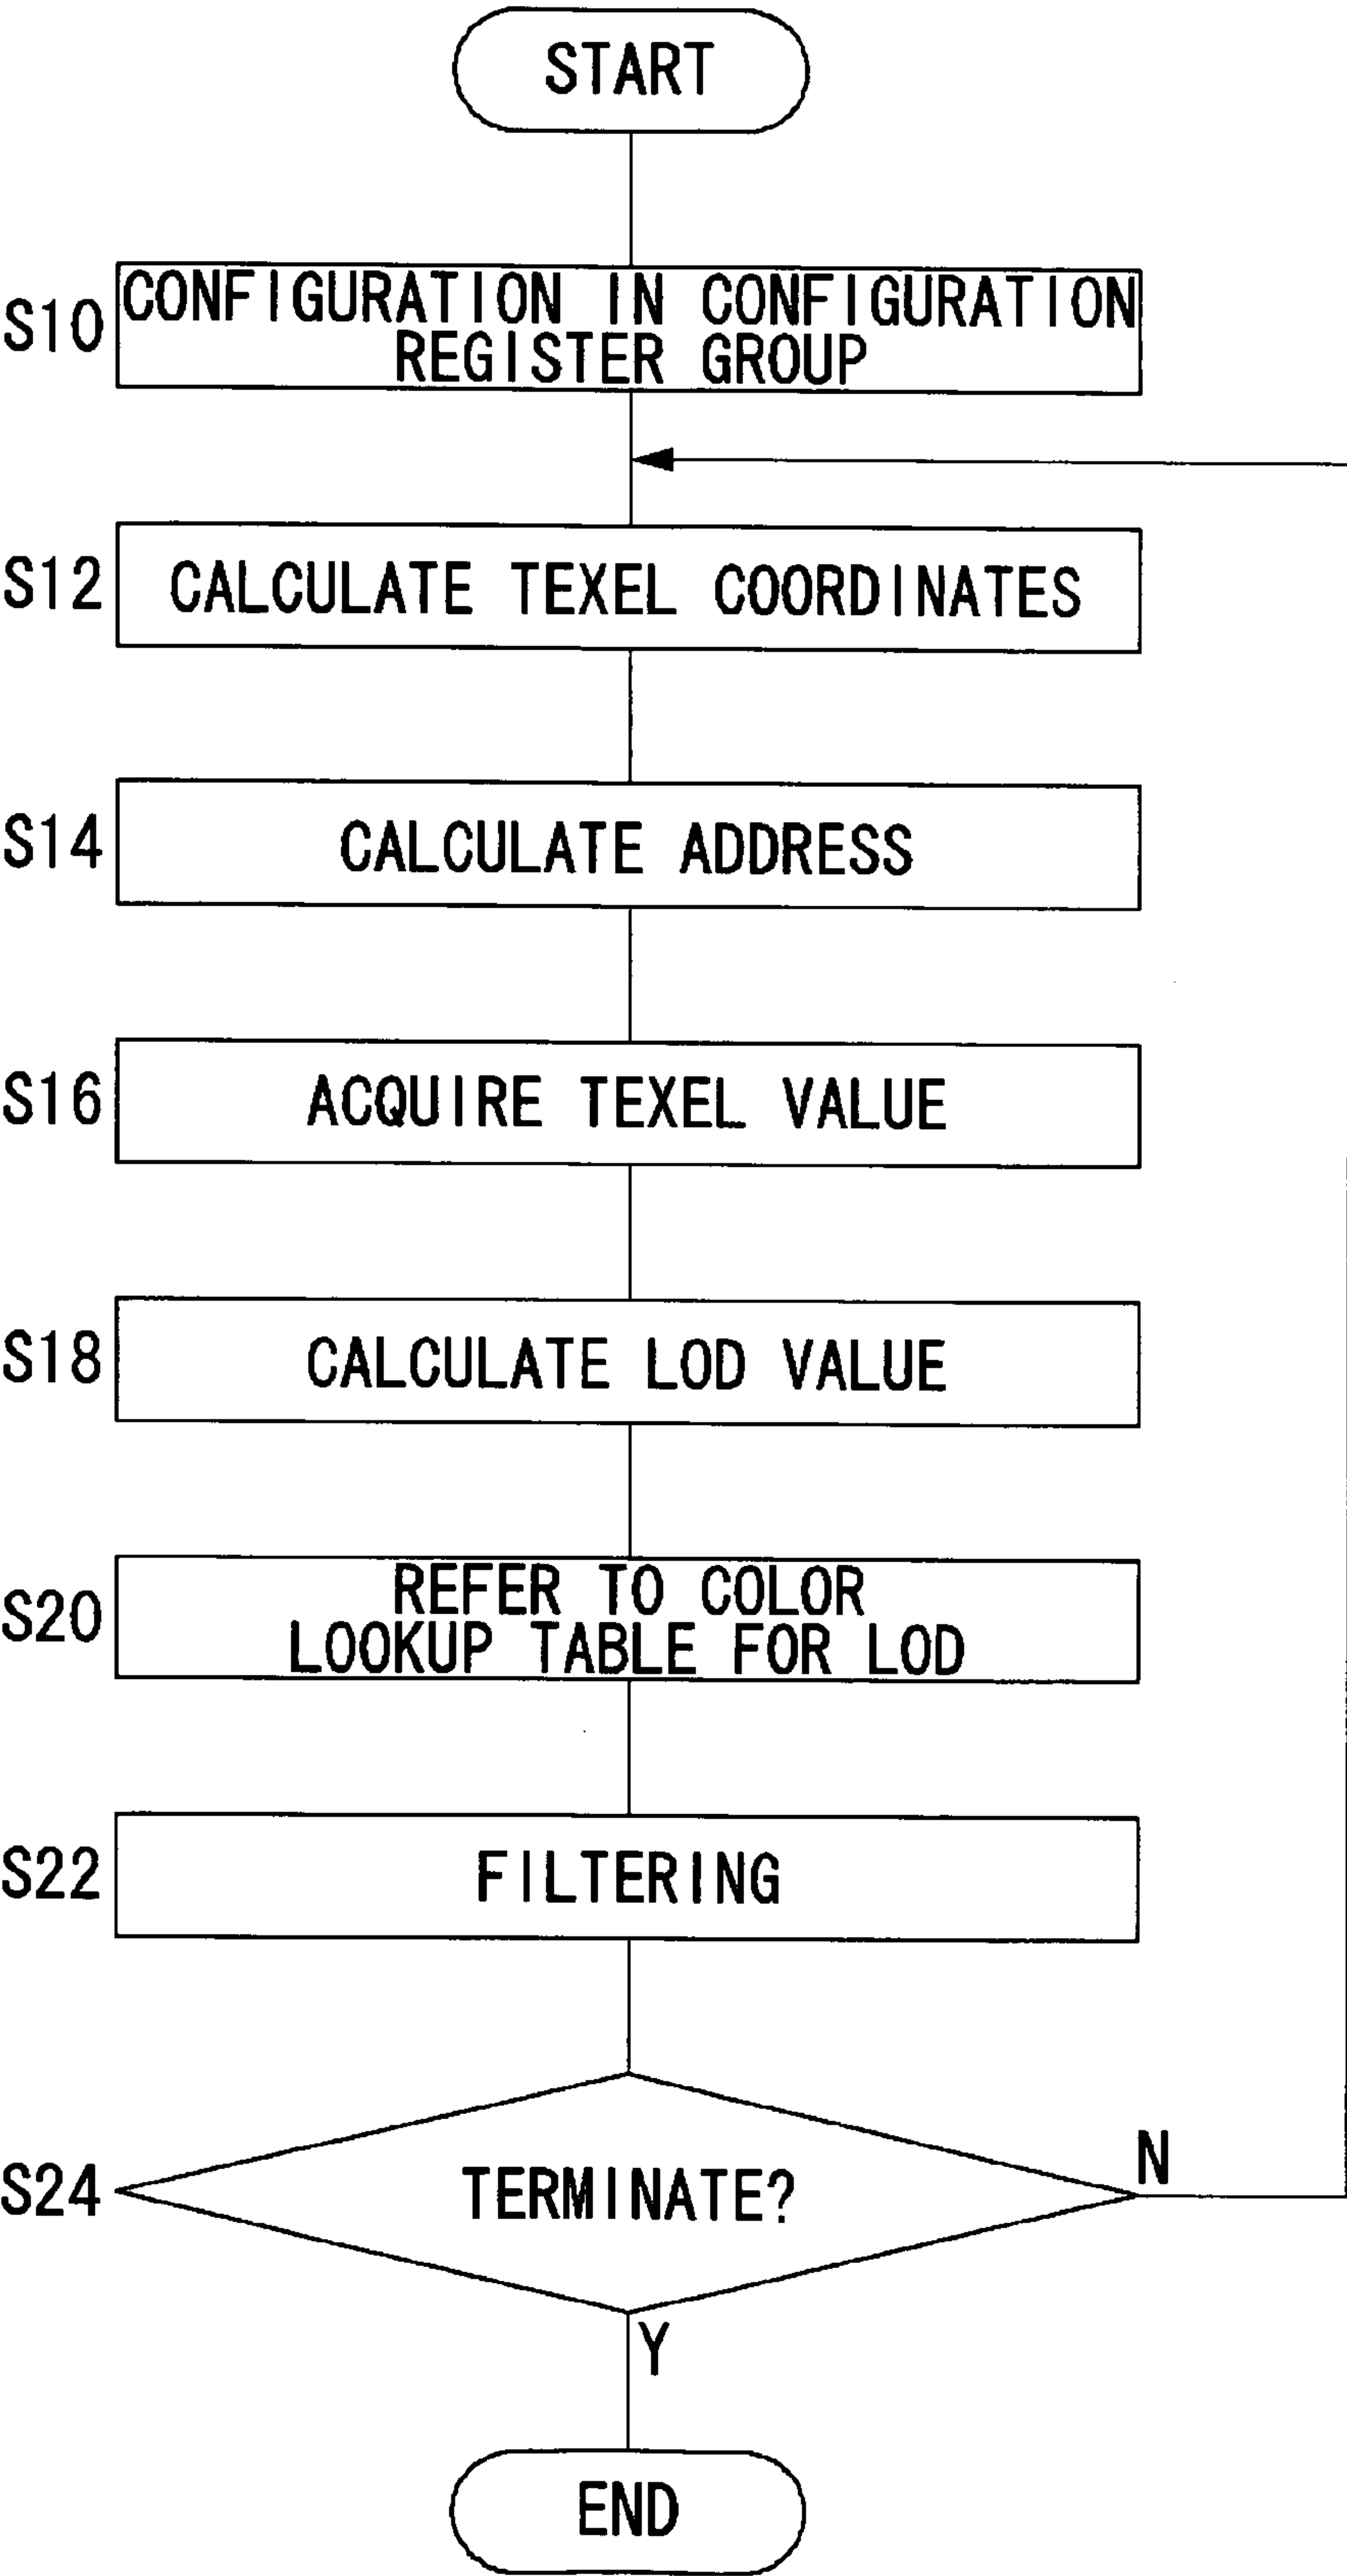 START
S10
CONFIGURATION IN CONFIGURATION
REGISTER GROUP
S12
CALCULATE TEXEL COORDINATES
S14
CALCULATE ADDRESS
S16
ACQUIRE TEXEL VALUE
S18
CALCULATE LOD VALUE
S20
REFER TO COLOR
LOOKUP TABLE FOR LOD
S22
FILTERING
S24
TERMINATE?
N
Y
END